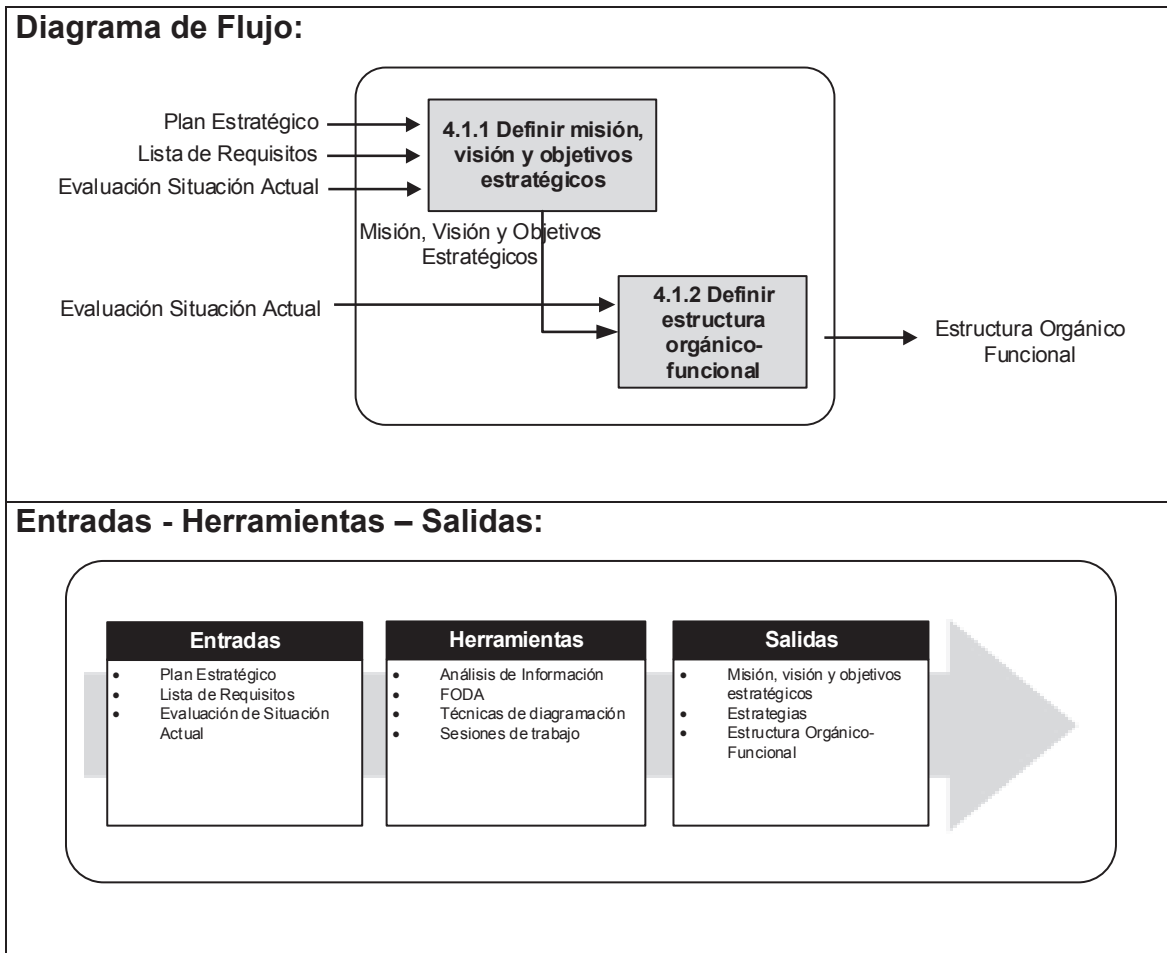 Diagrama de Flujo:
Plan Estratégico
Lista de Requisitos
Evaluación Situación Actual
4.1.1 Definir misión,
visión y objetivos
estratégicos
Misión, Visión y Objetivos
Estratégicos
Evaluación Situación Actual
4.1.2 Definir
estructura
orgánico-
funcional
Estructura Orgánico
Funcional
Entradas - Herramientas – Salidas:
Entradas
• Plan Estratégico
• Lista de Requisitos
• Evaluación de Situación
Actual
Herramientas
• Análisis de Información
• FODA
• Técnicas de diagramación
• Sesiones de trabajo
Salidas
• Misión, visión y objetivos
estratégicos
• Estrategias
• Estructura Orgánico-
Funcional